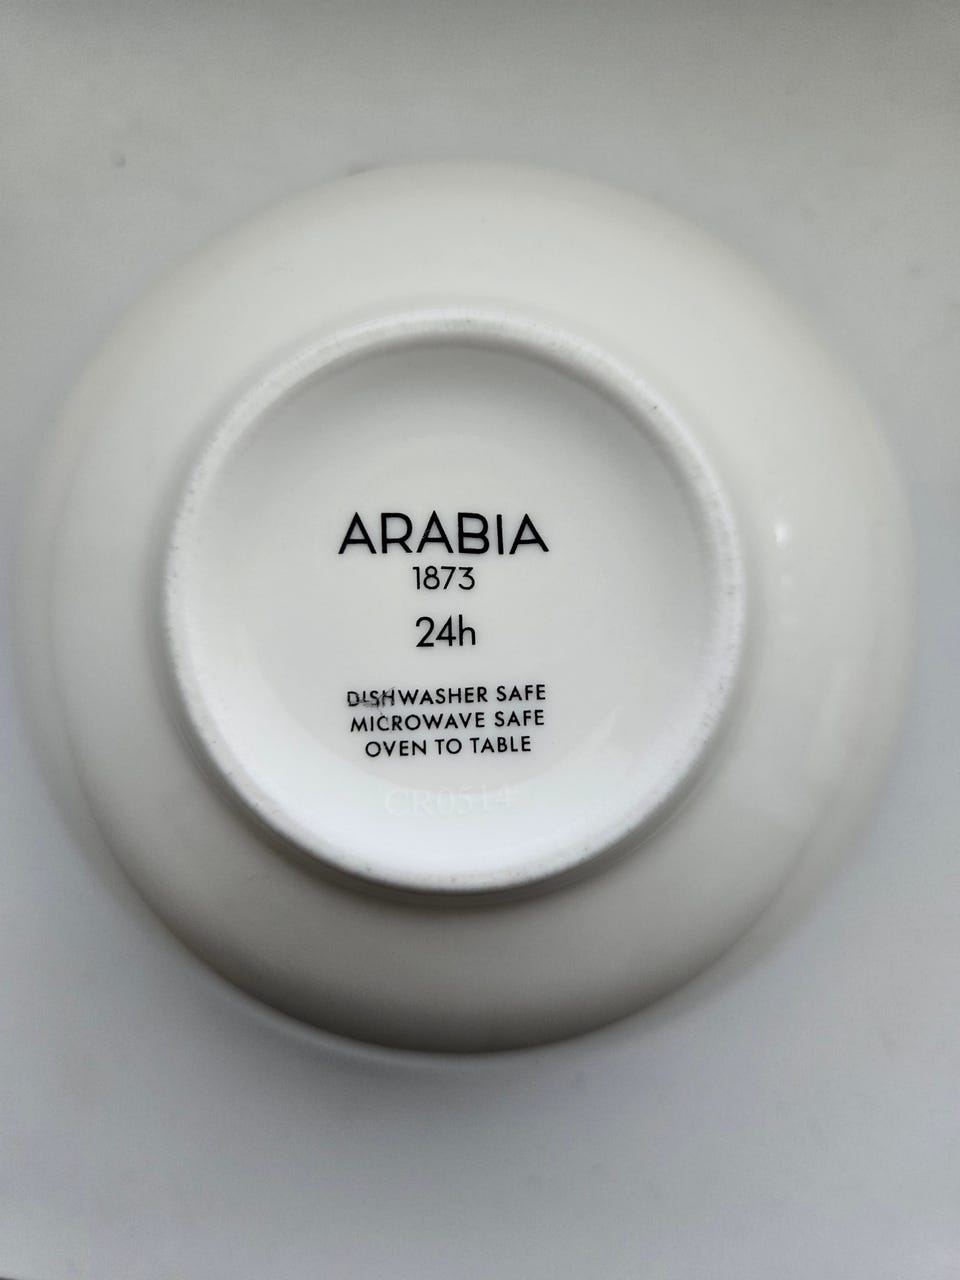 ARABIA
1873
24h
DISHWASHER SAFE
MICROWAVE SAFE
OVEN TO TABLE
CR0514